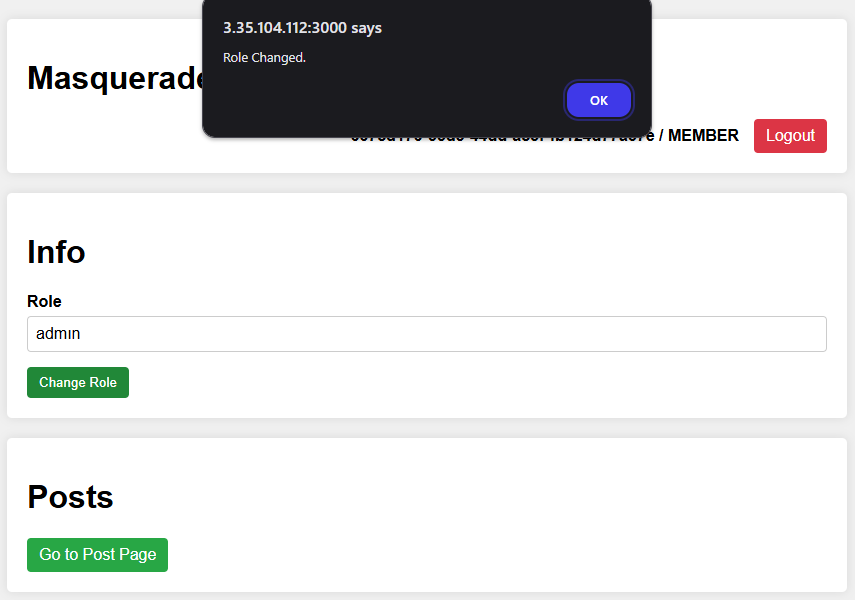 3.35.104.112:3000 says
Role Changed.
OK
Masquerade
/ MEMBER
Logout
Info
Role
admın
Change Role
Posts
Go to Post Page